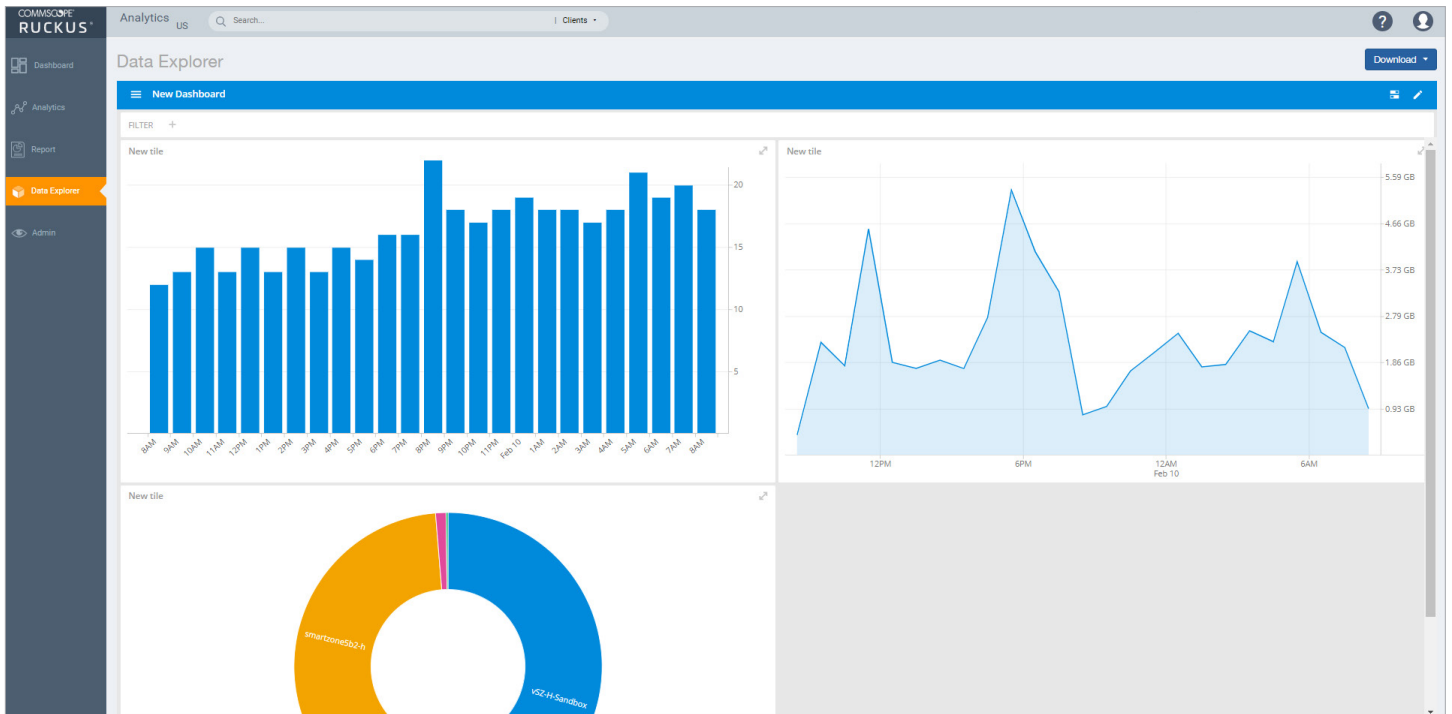 COMMSCOPE
RUCKUS®
Analytics US
Search...
| Clients
Dashboard
Analytics
Report
Data Explorer
Admin
Data Explorer
Download
New Dashboard
FILTER +
New tile
20
15
10
5
8AM 9AM 10AM 11AM 12PM 1PM 2PM 3PM 4PM 5PM 6PM 7PM 8PM 9PM 10PM 11PM Feb 10 1AM 2AM 3AM 4AM 5AM 6AM 7AM 8AM
New tile
5.59 GB
4.66 GB
3.73 GB
2.79 GB
1.86 GB
0.93 GB
12PM 6PM 12AM 6AM
Feb 10
New tile
smartzone5b2-h
vSZ-H-Sandbox